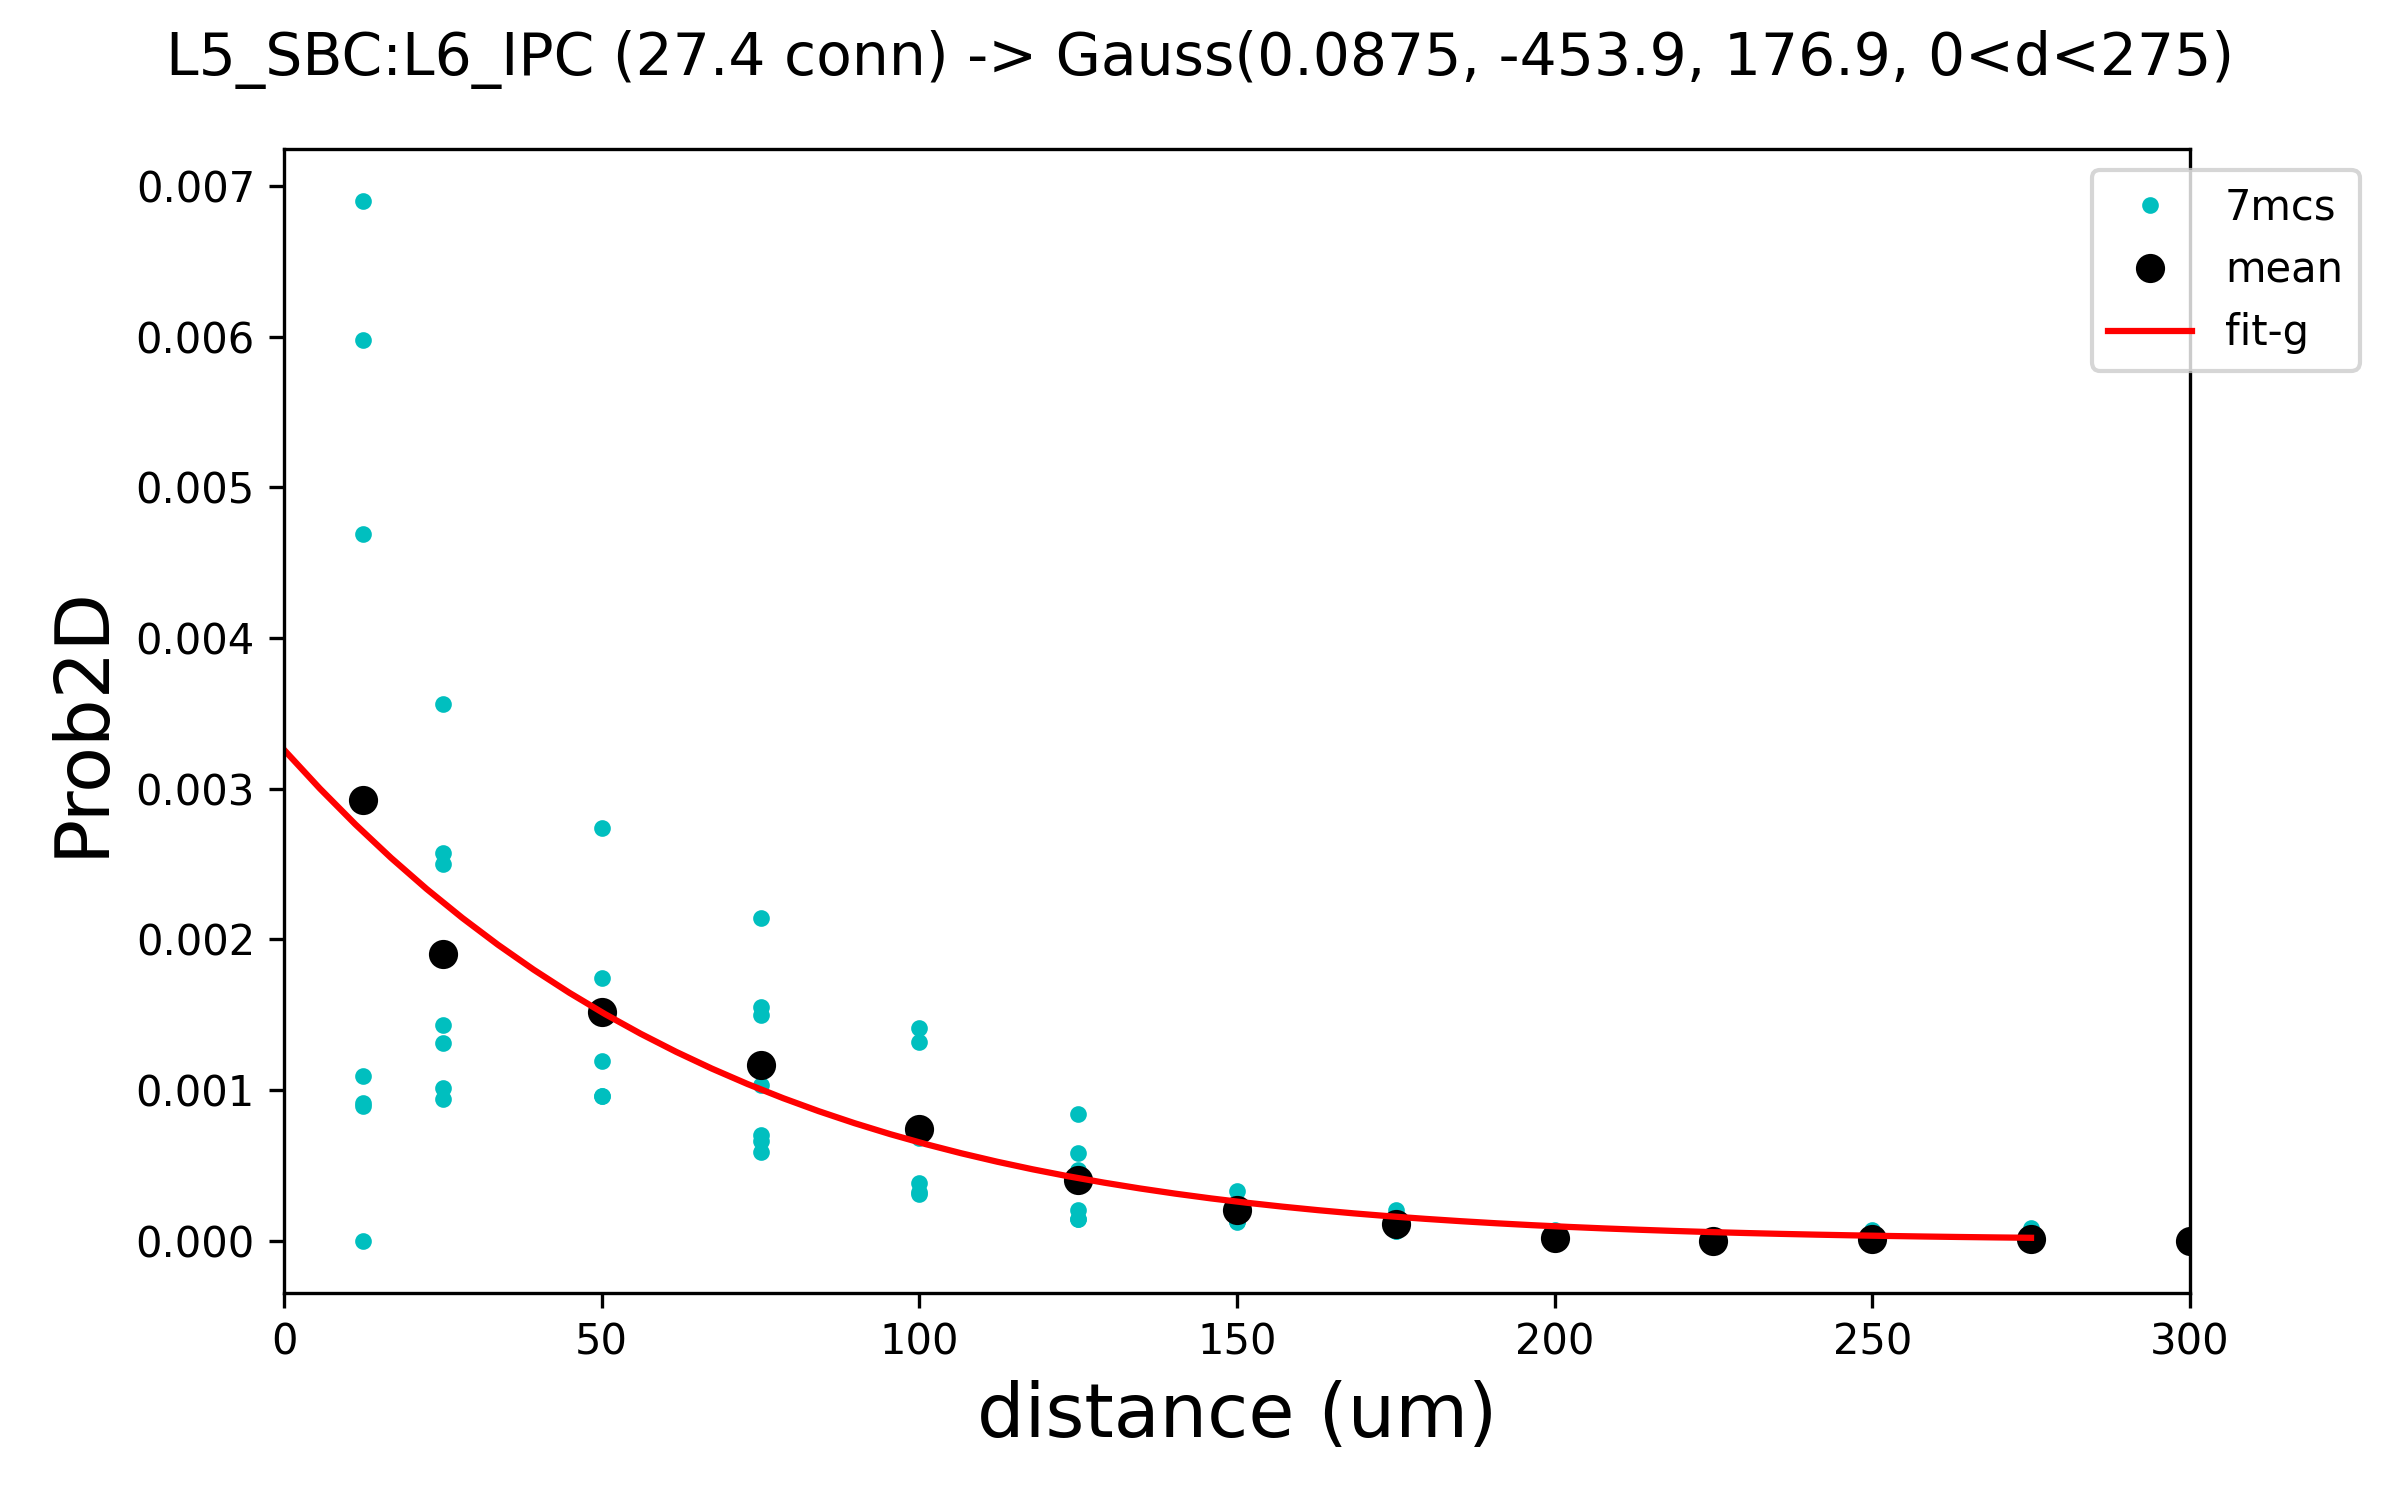 L5_SBC:L6_IPC (27.4 conn) -> Gauss(0.0875, -453.9, 176.9, 0<d<275)
7mcs
mean
fit-g
Prob2D
0.007
0.006
0.005
0.004
0.003
0.002
0.001
0.000
0 50 100 150 200 250 300
distance (um)